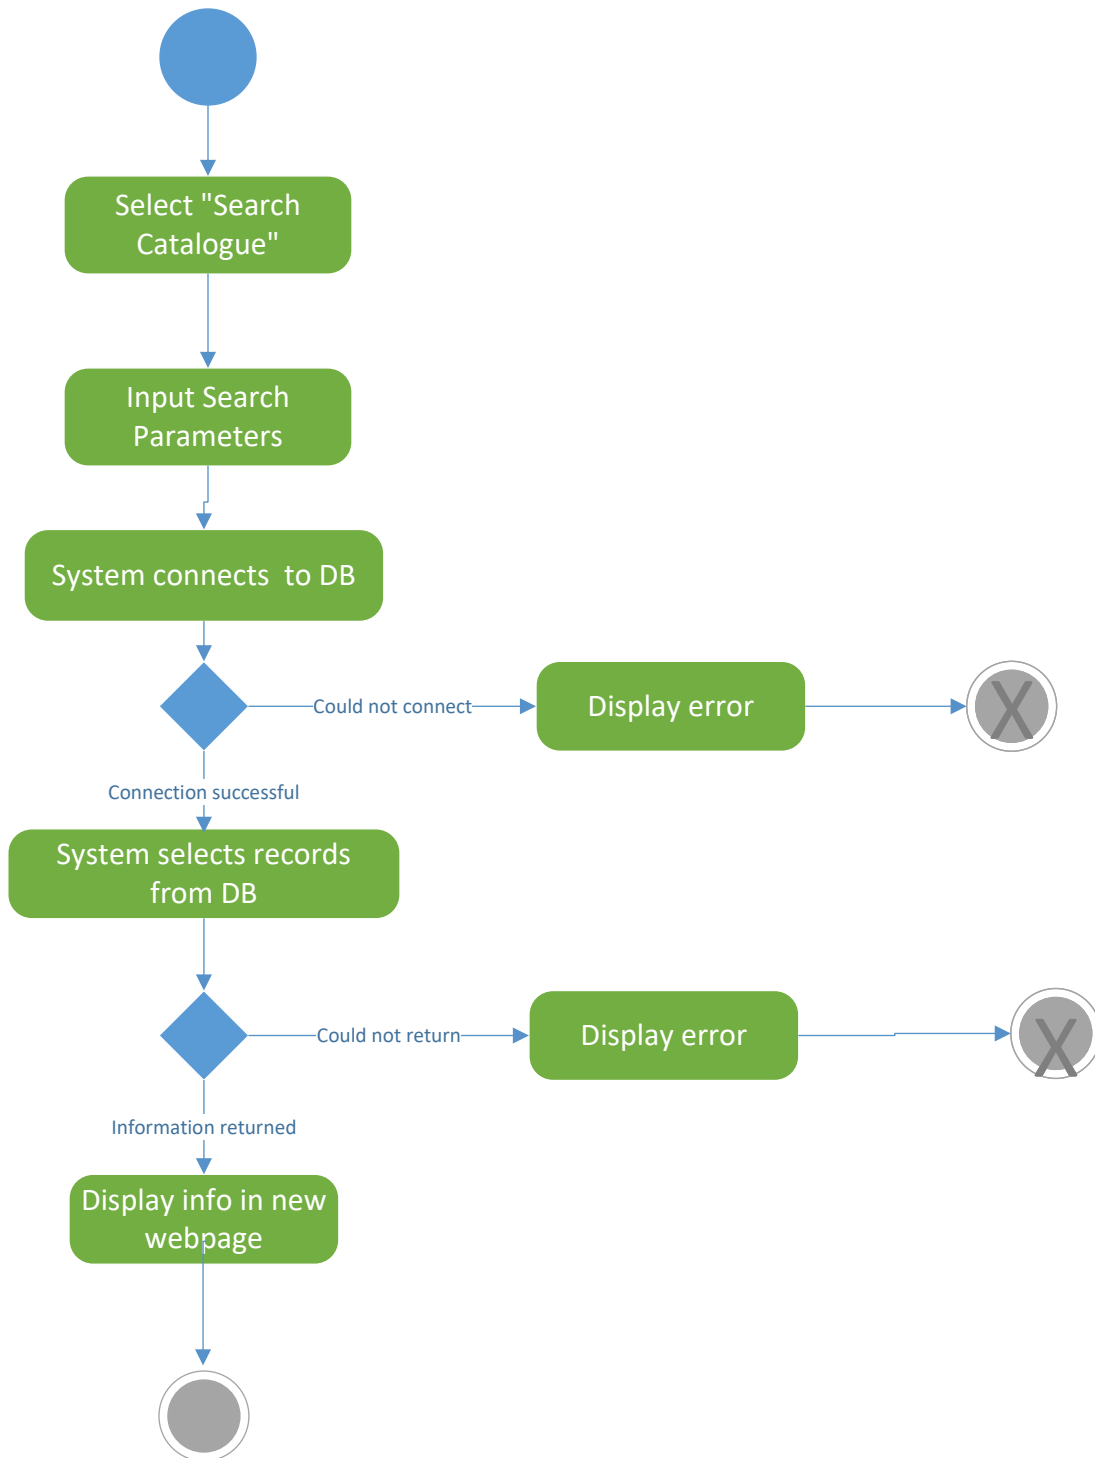 Select "Search
Catalogue"
Input Search
Parameters
System connects  to DB
Could not connect
Display error
X
Connection successful
System selects records
from DB
Could not return
Display error
X
Information returned
Display info in new
webpage